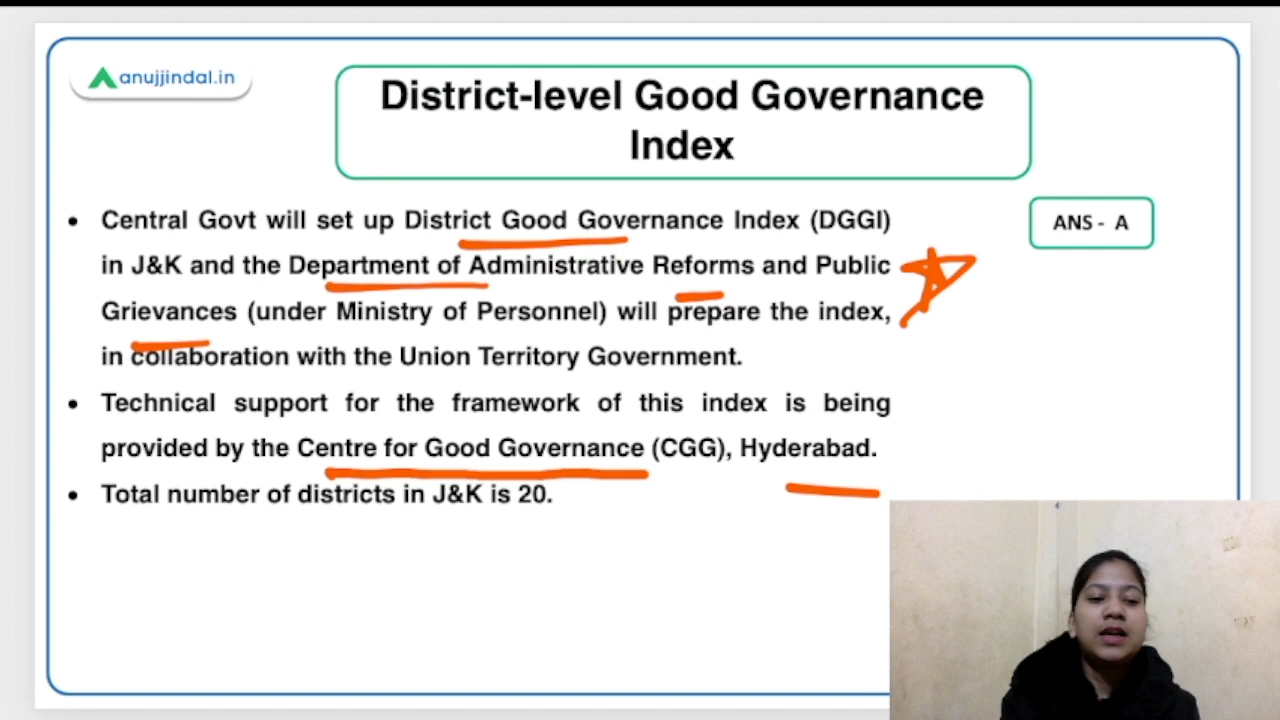 anujjindal.in
District-level Good Governance
Index
• Central Govt will set up District Good Governance Index (DGGI)
in J&K and the Department of Administrative Reforms and Public
Grievances (under Ministry of Personnel) will prepare the index,
in collaboration with the Union Territory Government.
• Technical support for the framework of this index is being
provided by the Centre for Good Governance (CGG), Hyderabad.
• Total number of districts in J&K is 20.
ANS - A